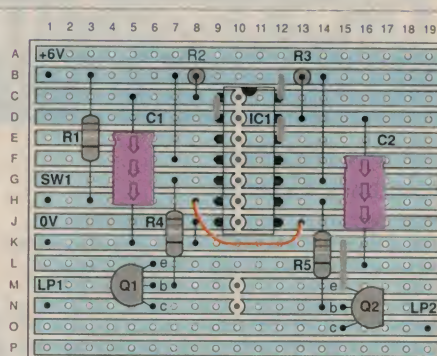 1 2 3 4 5 6 7 8 9 10 11 12 13 14 15 16 17 18 19
A +6V R2 R3
B
C C1
D IC1
E R1 C2
F
G SW1
H
J 0V R4
K
L e R5
M LP1 Q1 b e
N c b Q2 LP2
O c
P